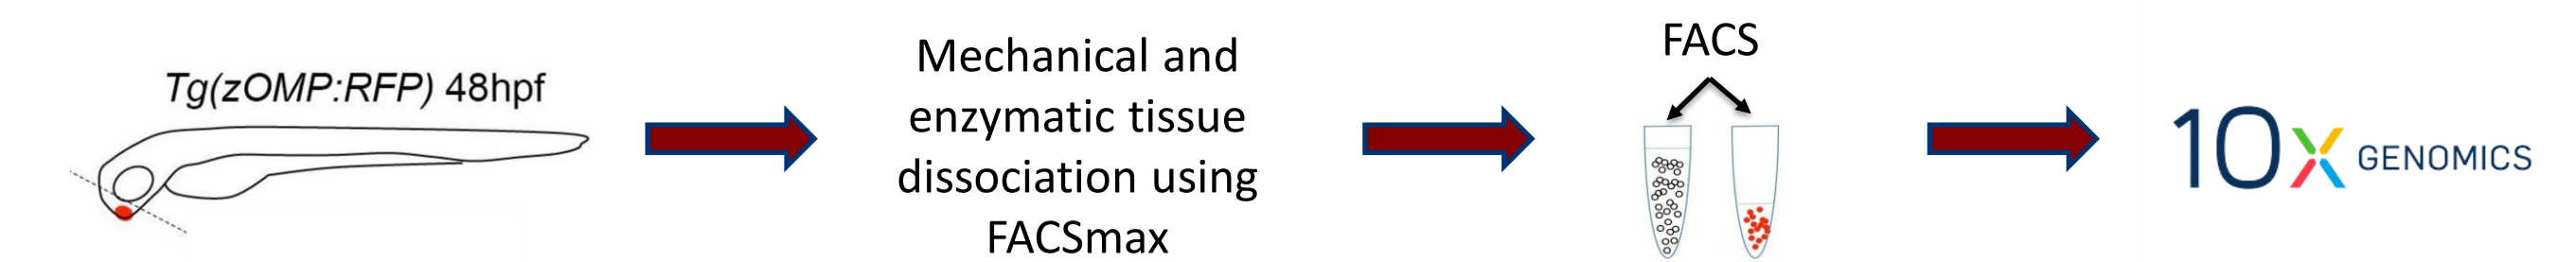 Tg(zOMP:RFP) 48hpf
Mechanical and
enzymatic tissue
dissociation using
FACSmax
FACS
10x GENOMICS